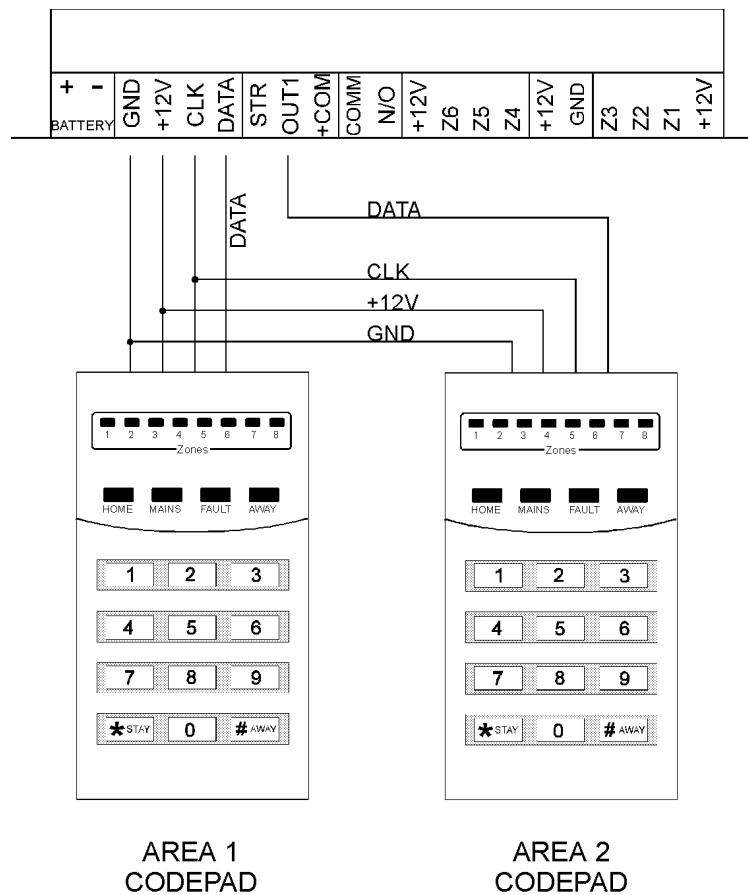 + - GND +12V CLK DATA STR OUT1 +COM COMM N/O +12V Z6 Z5 Z4 +12V GND Z3 Z2 Z1 +12V
BATTERY
DATA
DATA
CLK
+12V
GND
1 2 3 4 5 6 7 8
Zones
HOME MAINS FAULT AWAY
1 2 3
4 5 6
7 8 9
* STAY 0 # AWAY
1 2 3 4 5 6 7 8
Zones
HOME MAINS FAULT AWAY
1 2 3
4 5 6
7 8 9
* STAY 0 # AWAY
AREA 1
CODEPAD
AREA 2
CODEPAD